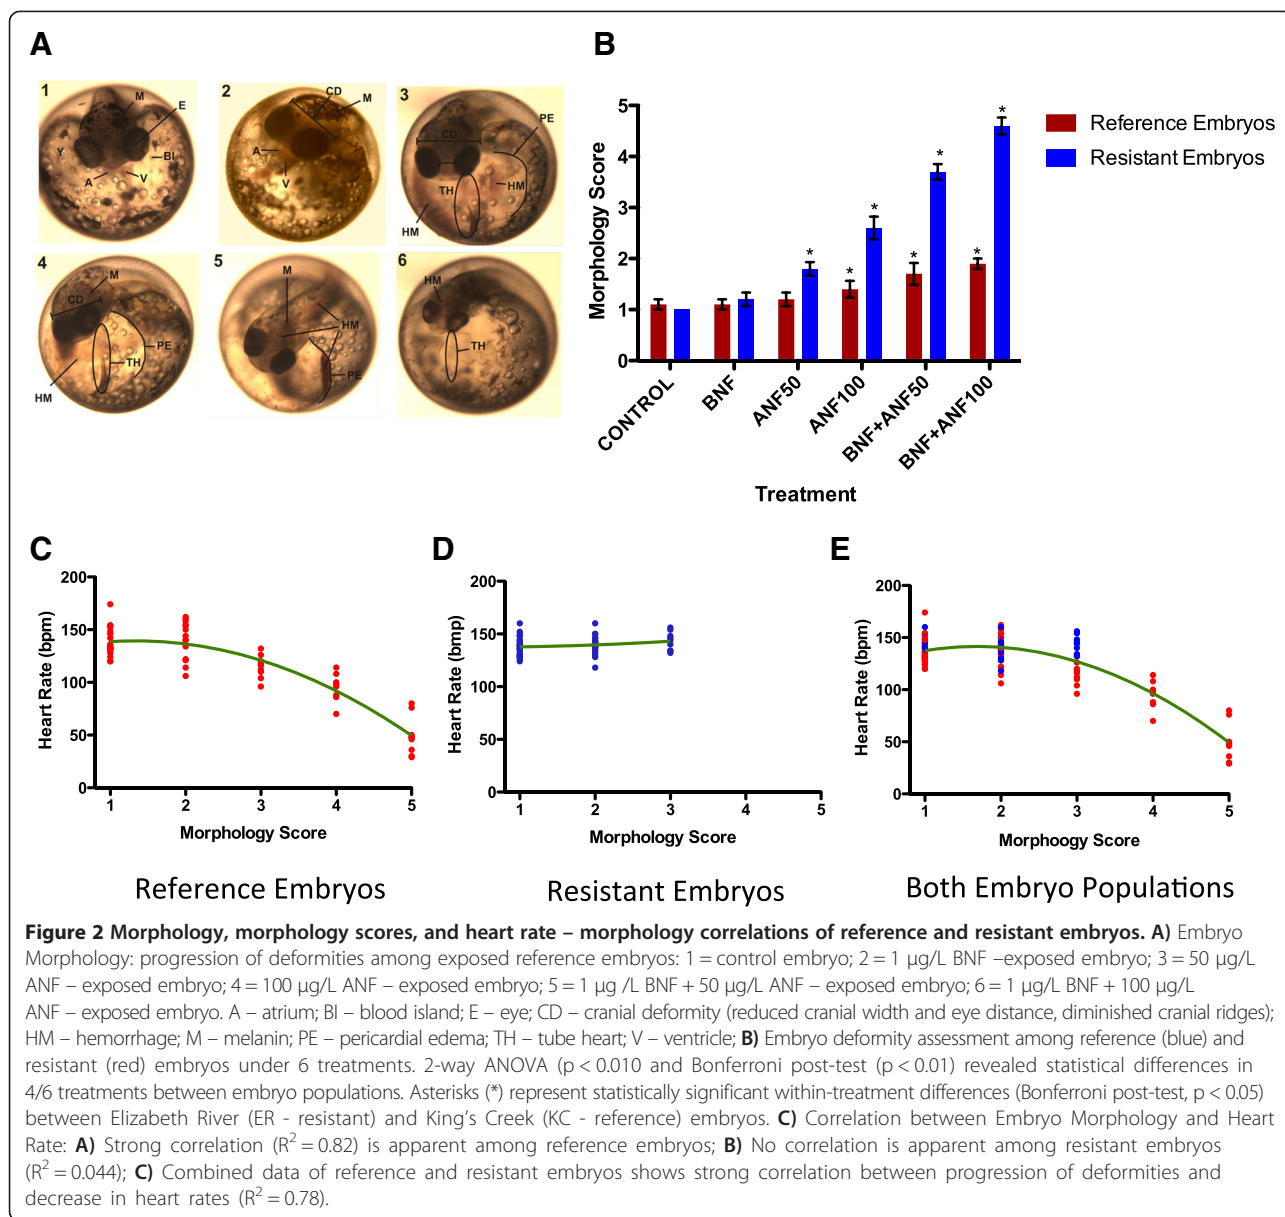 A
1
M
E
Y
Bl
A
V
2
CD
M
A
V
3
PE
CD
TH
HM
HM
4
M
CD
PE
TH
HM
5
M
HM
PE
6
HM
TH
B
Morphology Score
5
4
3
2
1
0
* * * * * * *
CONTROL
BNF
ANF50
ANF100
BNF+ANF50
BNF+ANF100
Treatment
Reference Embryos
Resistant Embryos
C
Heart Rate (bpm)
200
150
100
50
0
1 2 3 4 5
Morphology Score
Reference Embryos
D
Heart Rate (bmp)
200
150
100
50
0
1 2 3 4 5
Morphology Score
Resistant Embryos
E
Heart Rate (bpm)
200
150
100
50
0
1 2 3 4 5
Morphoogy Score
Both Embryo Populations
Figure 2 Morphology, morphology scores, and heart rate – morphology correlations of reference and resistant embryos. A) Embryo
Morphology: progression of deformities among exposed reference embryos: 1 = control embryo; 2 = 1 μg/L BNF –exposed embryo; 3 = 50 μg/L
ANF – exposed embryo; 4 = 100 μg/L ANF – exposed embryo; 5 = 1 μg /L BNF + 50 μg/L ANF – exposed embryo; 6 = 1 μg/L BNF + 100 μg/L
ANF – exposed embryo. A – atrium; BI – blood island; E – eye; CD – cranial deformity (reduced cranial width and eye distance, diminished cranial ridges);
HM – hemorrhage; M – melanin; PE – pericardial edema; TH – tube heart; V – ventricle; B) Embryo deformity assessment among reference (blue) and
resistant (red) embryos under 6 treatments. 2-way ANOVA (p < 0.010 and Bonferroni post-test (p < 0.01) revealed statistical differences in
4/6 treatments between embryo populations. Asterisks (*) represent statistically significant within-treatment differences (Bonferroni post-test, p < 0.05)
between Elizabeth River (ER - resistant) and King's Creek (KC - reference) embryos. C) Correlation between Embryo Morphology and Heart
Rate: A) Strong correlation (R² = 0.82) is apparent among reference embryos; B) No correlation is apparent among resistant embryos
(R² = 0.044); C) Combined data of reference and resistant embryos shows strong correlation between progression of deformities and
decrease in heart rates (R² = 0.78).